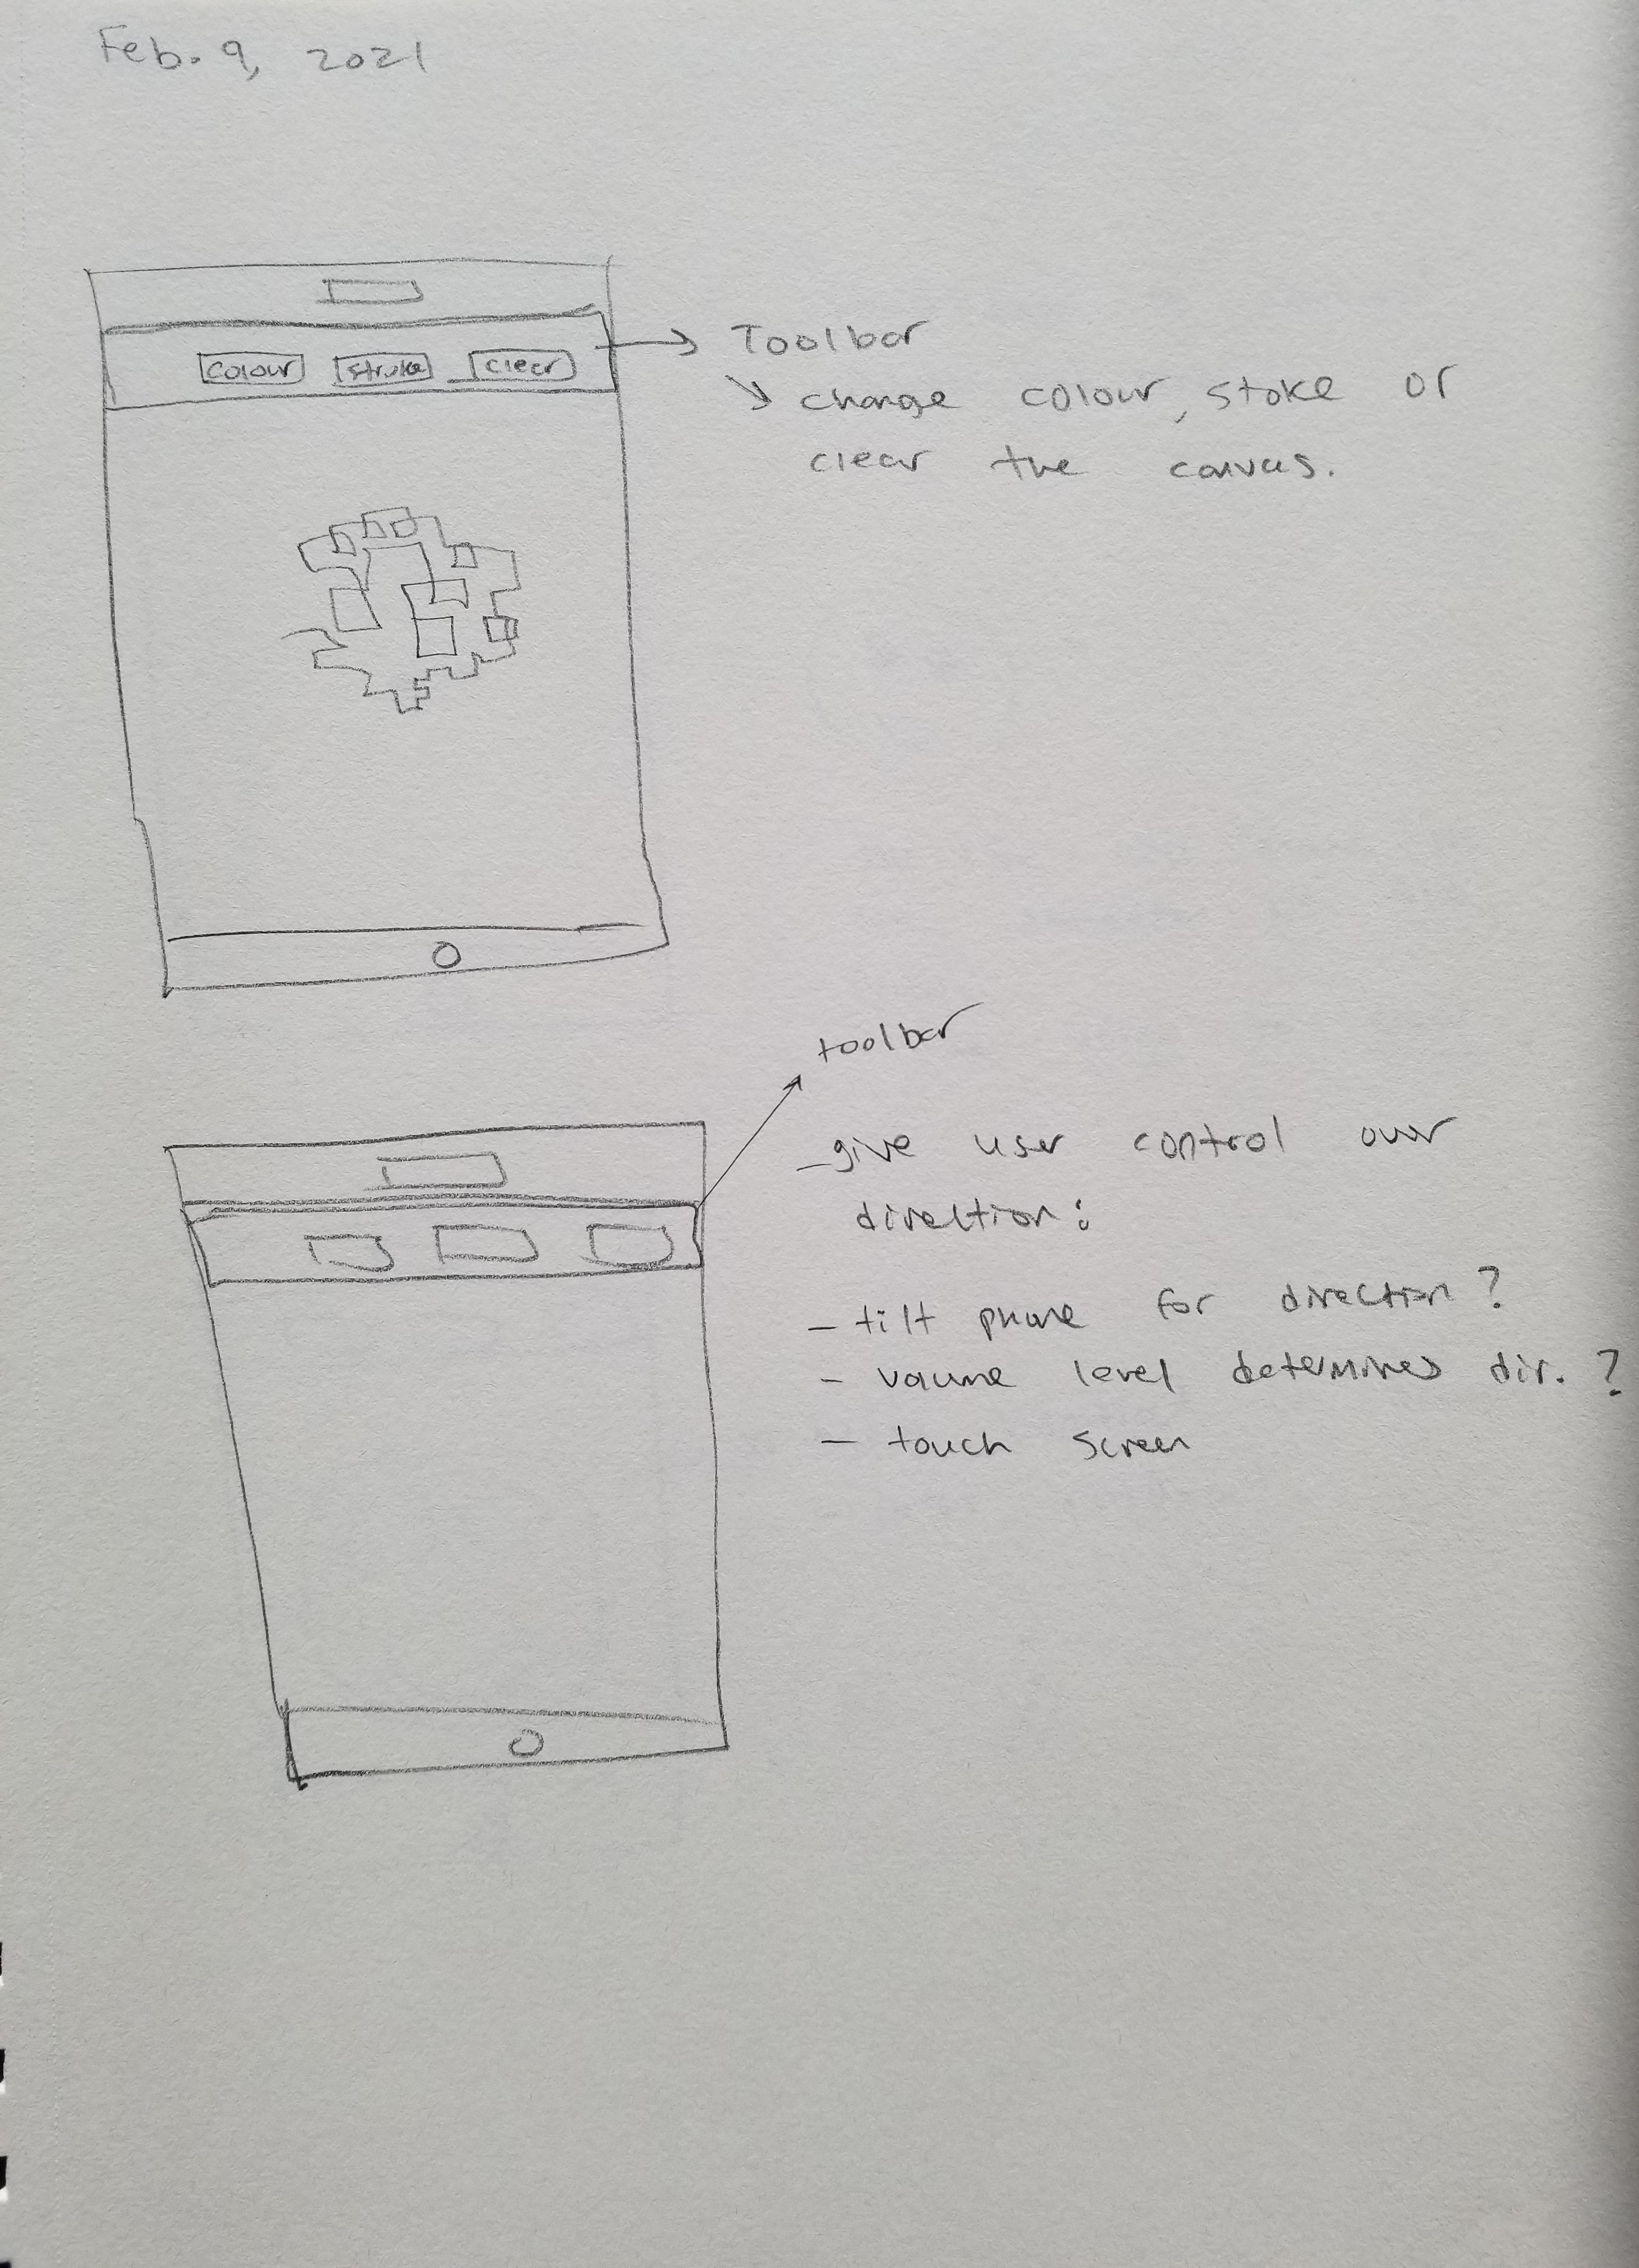 Feb. 9, 2021
colour stroke clear
Toolbar
change colour, stoke or
clear the canvas.
toolbar
- give user control over
direction:
- tilt phone for direction?
- volume level determines dir. ?
- touch screen